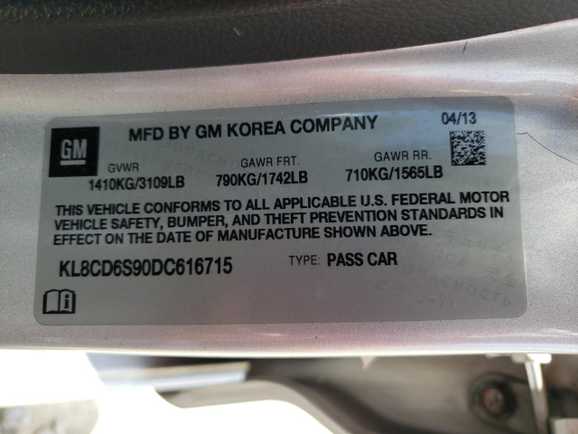 GM
MFD BY GM KOREA COMPANY
04/13
GVWR
GAWR FRT.
GAWR RR.
1410KG/3109LB
790KG/1742LB
710KG/1565LB
THIS VEHICLE CONFORMS TO ALL APPLICABLE U.S. FEDERAL MOTOR
VEHICLE SAFETY, BUMPER, AND THEFT PREVENTION STANDARDS IN
EFFECT ON THE DATE OF MANUFACTURE SHOWN ABOVE.
KL8CD6S90DC616715
TYPE: PASS CAR